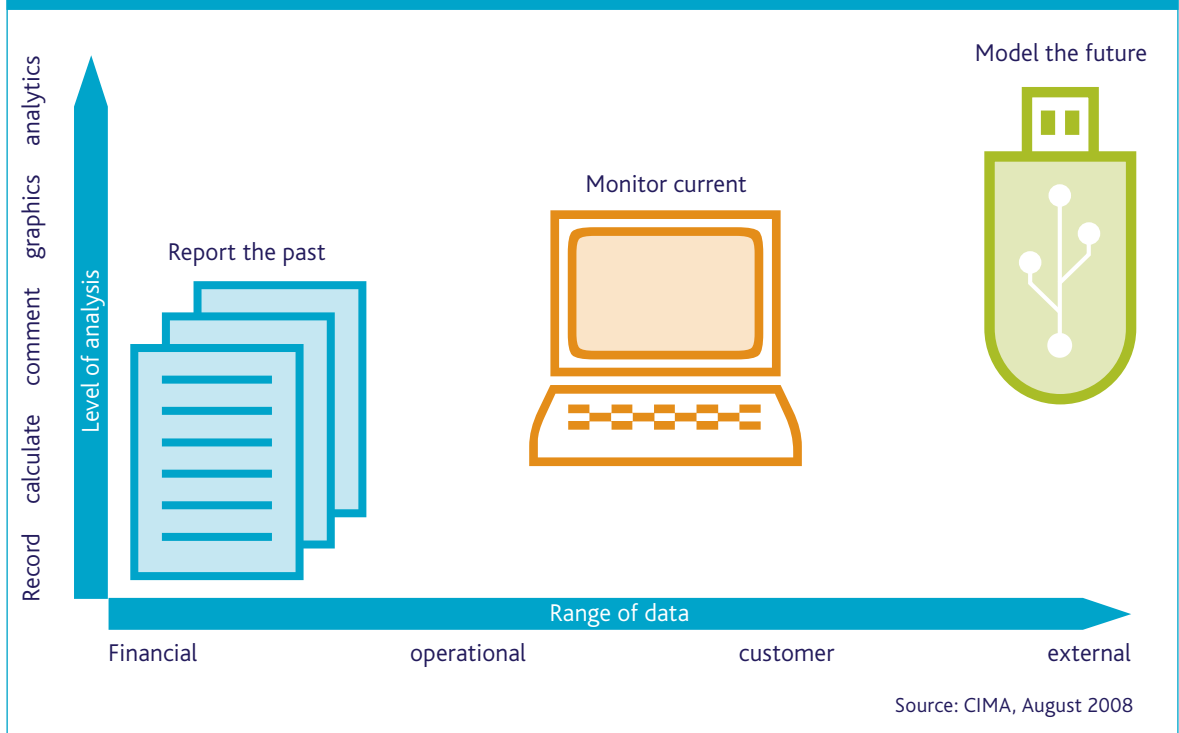 Model the future
Monitor current
Report the past
Level of analysis
Record calculate comment graphics analytics
Range of data
Financial operational customer external
Source: CIMA, August 2008